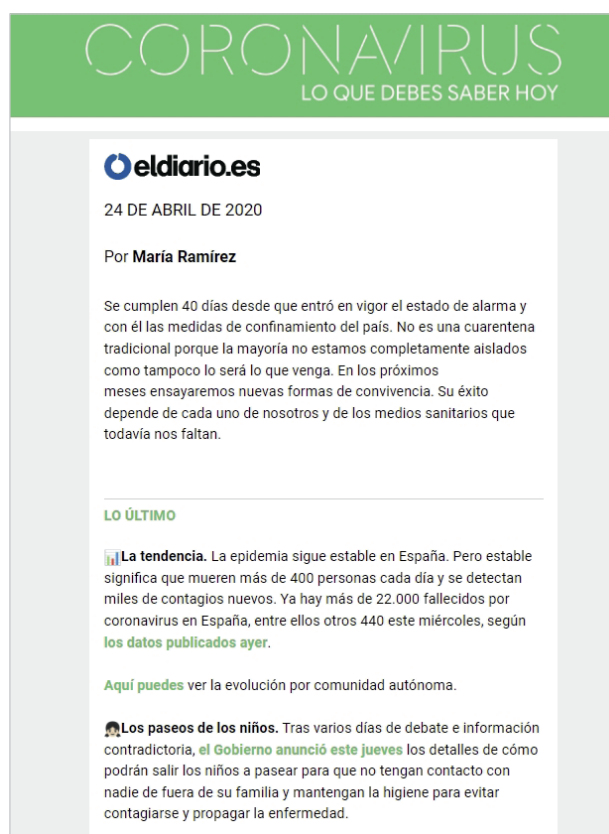 CORONAVIRUS
LO QUE DEBES SABER HOY
eldiario.es
24 DE ABRIL DE 2020
Por María Ramírez
Se cumplen 40 días desde que entró en vigor el estado de alarma y
con él las medidas de confinamiento del país. No es una cuarentena
tradicional porque la mayoría no estamos completamente aislados
como tampoco lo será lo que venga. En los próximos
meses ensayaremos nuevas formas de convivencia. Su éxito
depende de cada uno de nosotros y de los medios sanitarios que
todavía nos faltan.
LO ÚLTIMO
📊La tendencia. La epidemia sigue estable en España. Pero estable
significa que mueren más de 400 personas cada día y se detectan
miles de contagios nuevos. Ya hay más de 22.000 fallecidos por
coronavirus en España, entre ellos otros 440 este miércoles, según
los datos publicados ayer.
Aquí puedes ver la evolución por comunidad autónoma.
👧🏻Los paseos de los niños. Tras varios días de debate e información
contradictoria, el Gobierno anunció este jueves los detalles de cómo
podrán salir los niños a pasear para que no tengan contacto con
nadie de fuera de su familia y mantengan la higiene para evitar
contagiarse y propagar la enfermedad.